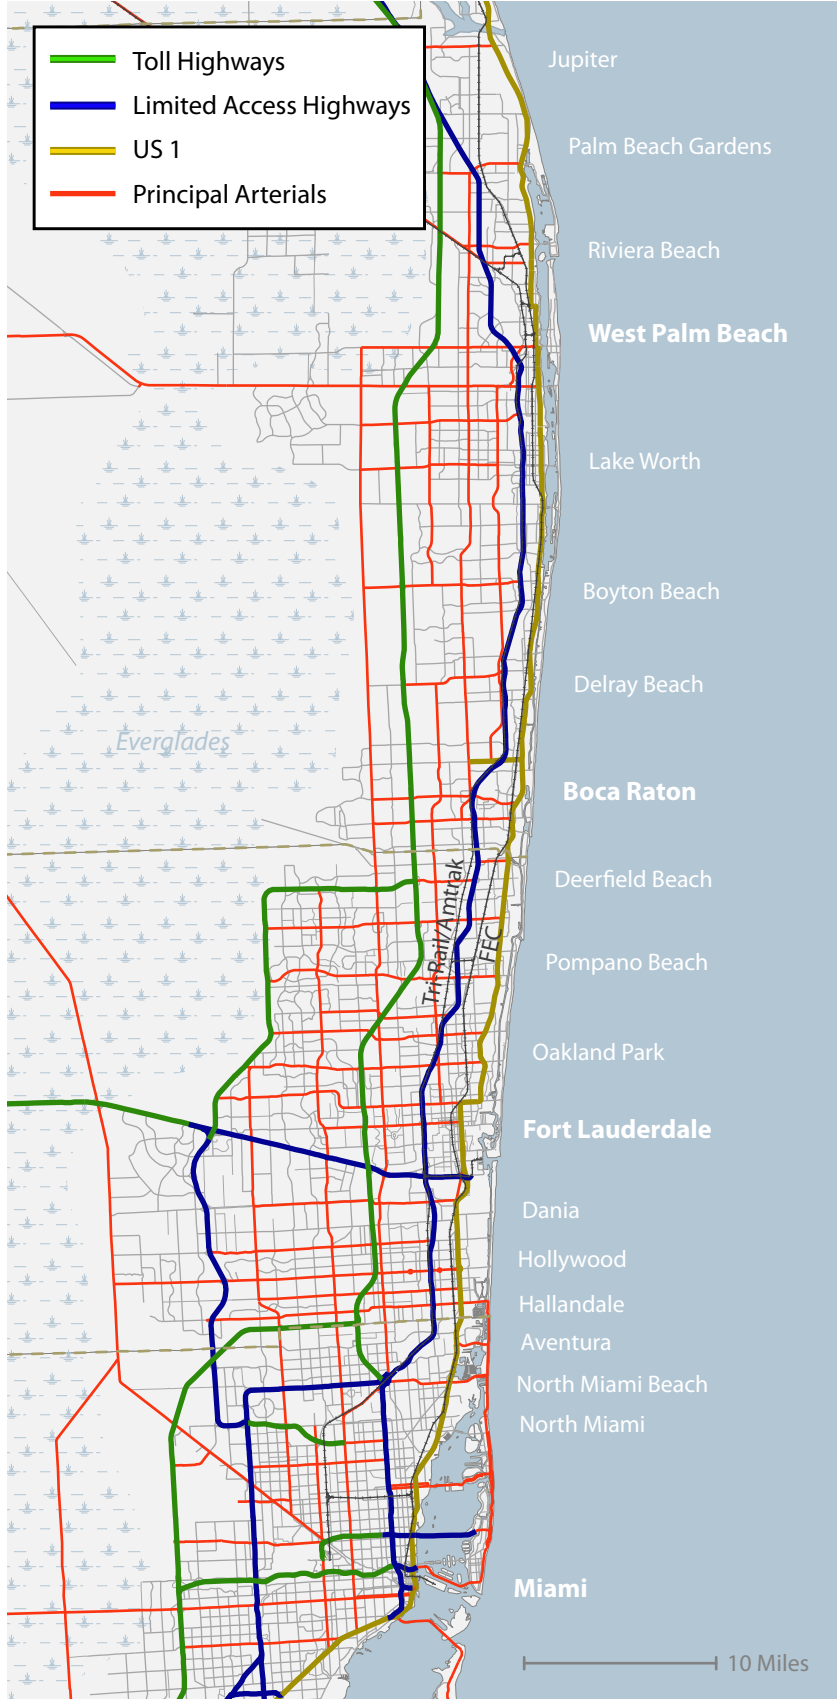 Toll Highways
Limited Access Highways
US 1
Principal Arterials
Jupiter
Palm Beach Gardens
Riviera Beach
West Palm Beach
Lake Worth
Boyton Beach
Delray Beach
Everglades
Boca Raton
Tri-Rail/Amtrak
FEC
Deerfield Beach
Pompano Beach
Oakland Park
Fort Lauderdale
Dania
Hollywood
Hallandale
Aventura
North Miami Beach
North Miami
Miami
10 Miles